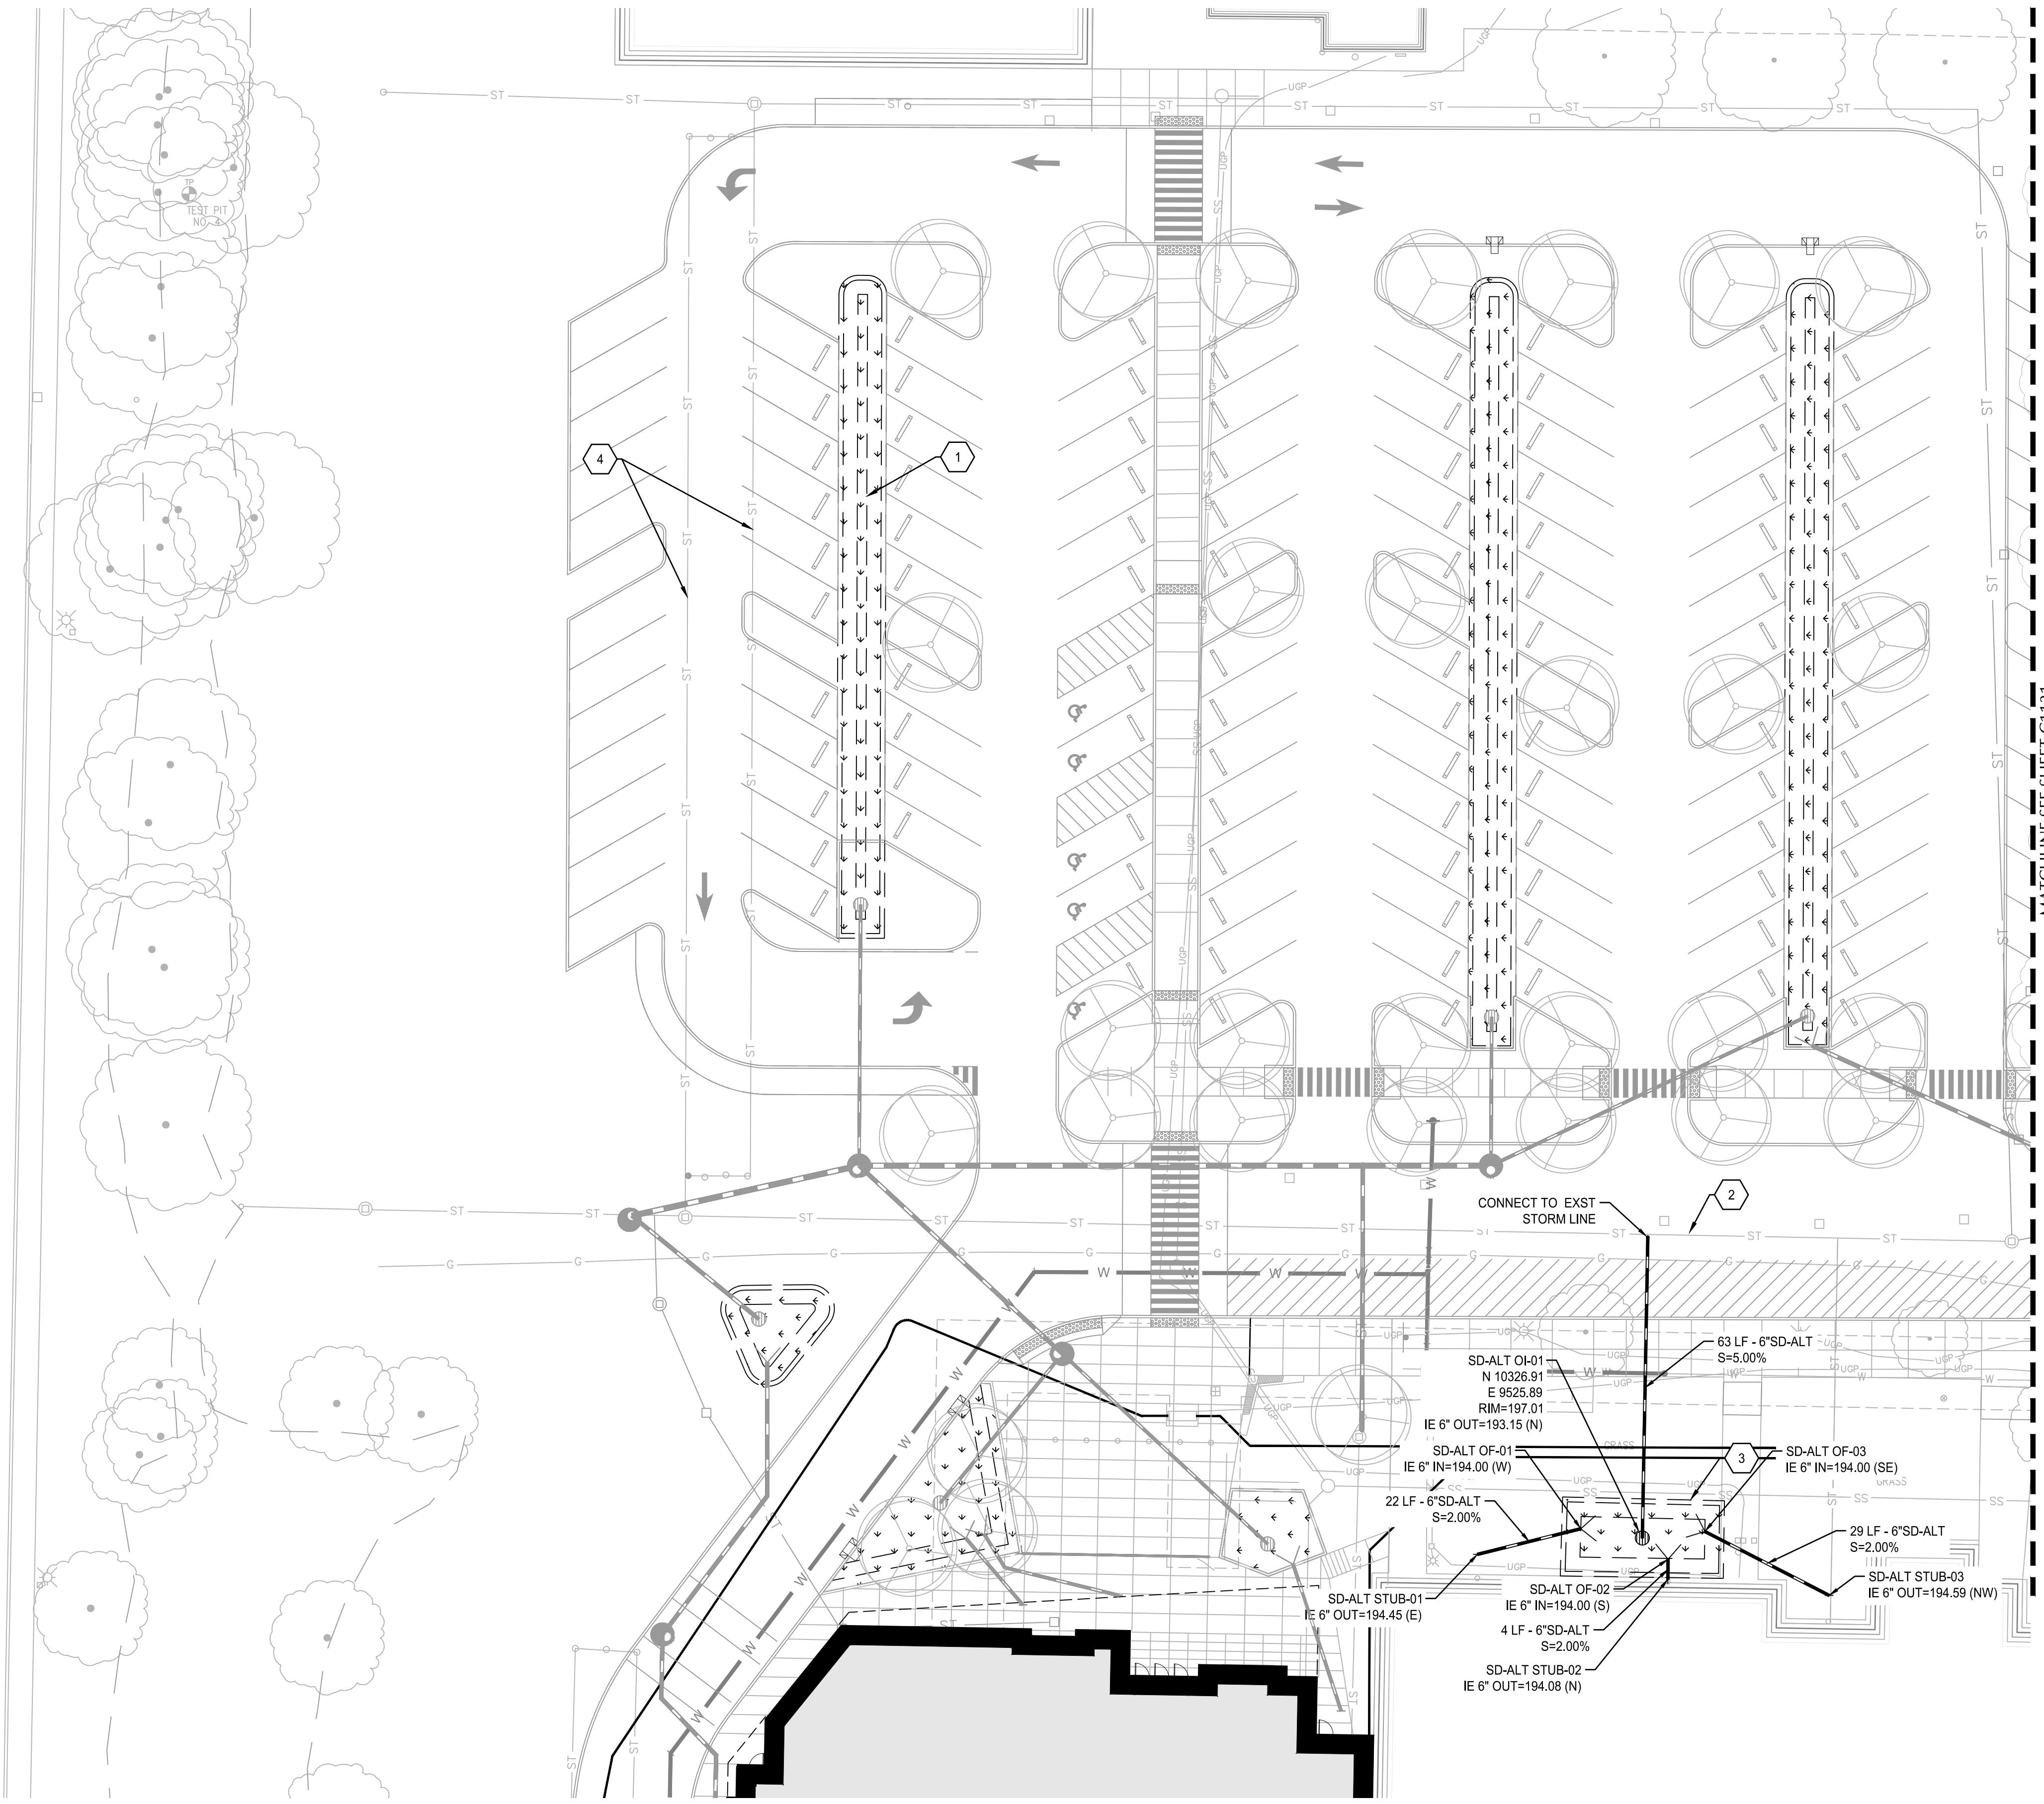 TP
TEST PIT
NO. 4
4
1
2
3
CONNECT TO EXST
STORM LINE
63 LF - 6"SD-ALT
S=5.00%
SD-ALT OI-01
N 10326.91
E 9525.89
RIM=197.01
IE 6" OUT=193.15 (N)
SD-ALT OF-01
IE 6" IN=194.00 (W)
SD-ALT OF-03
IE 6" IN=194.00 (SE)
22 LF - 6"SD-ALT
S=2.00%
29 LF - 6"SD-ALT
S=2.00%
SD-ALT STUB-03
IE 6" OUT=194.59 (NW)
SD-ALT STUB-01
IE 6" OUT=194.45 (E)
SD-ALT OF-02
IE 6" IN=194.00 (S)
4 LF - 6"SD-ALT
S=2.00%
SD-ALT STUB-02
IE 6" OUT=194.08 (N)
GRASS
GRASS
ST
UGP
SS
G
W